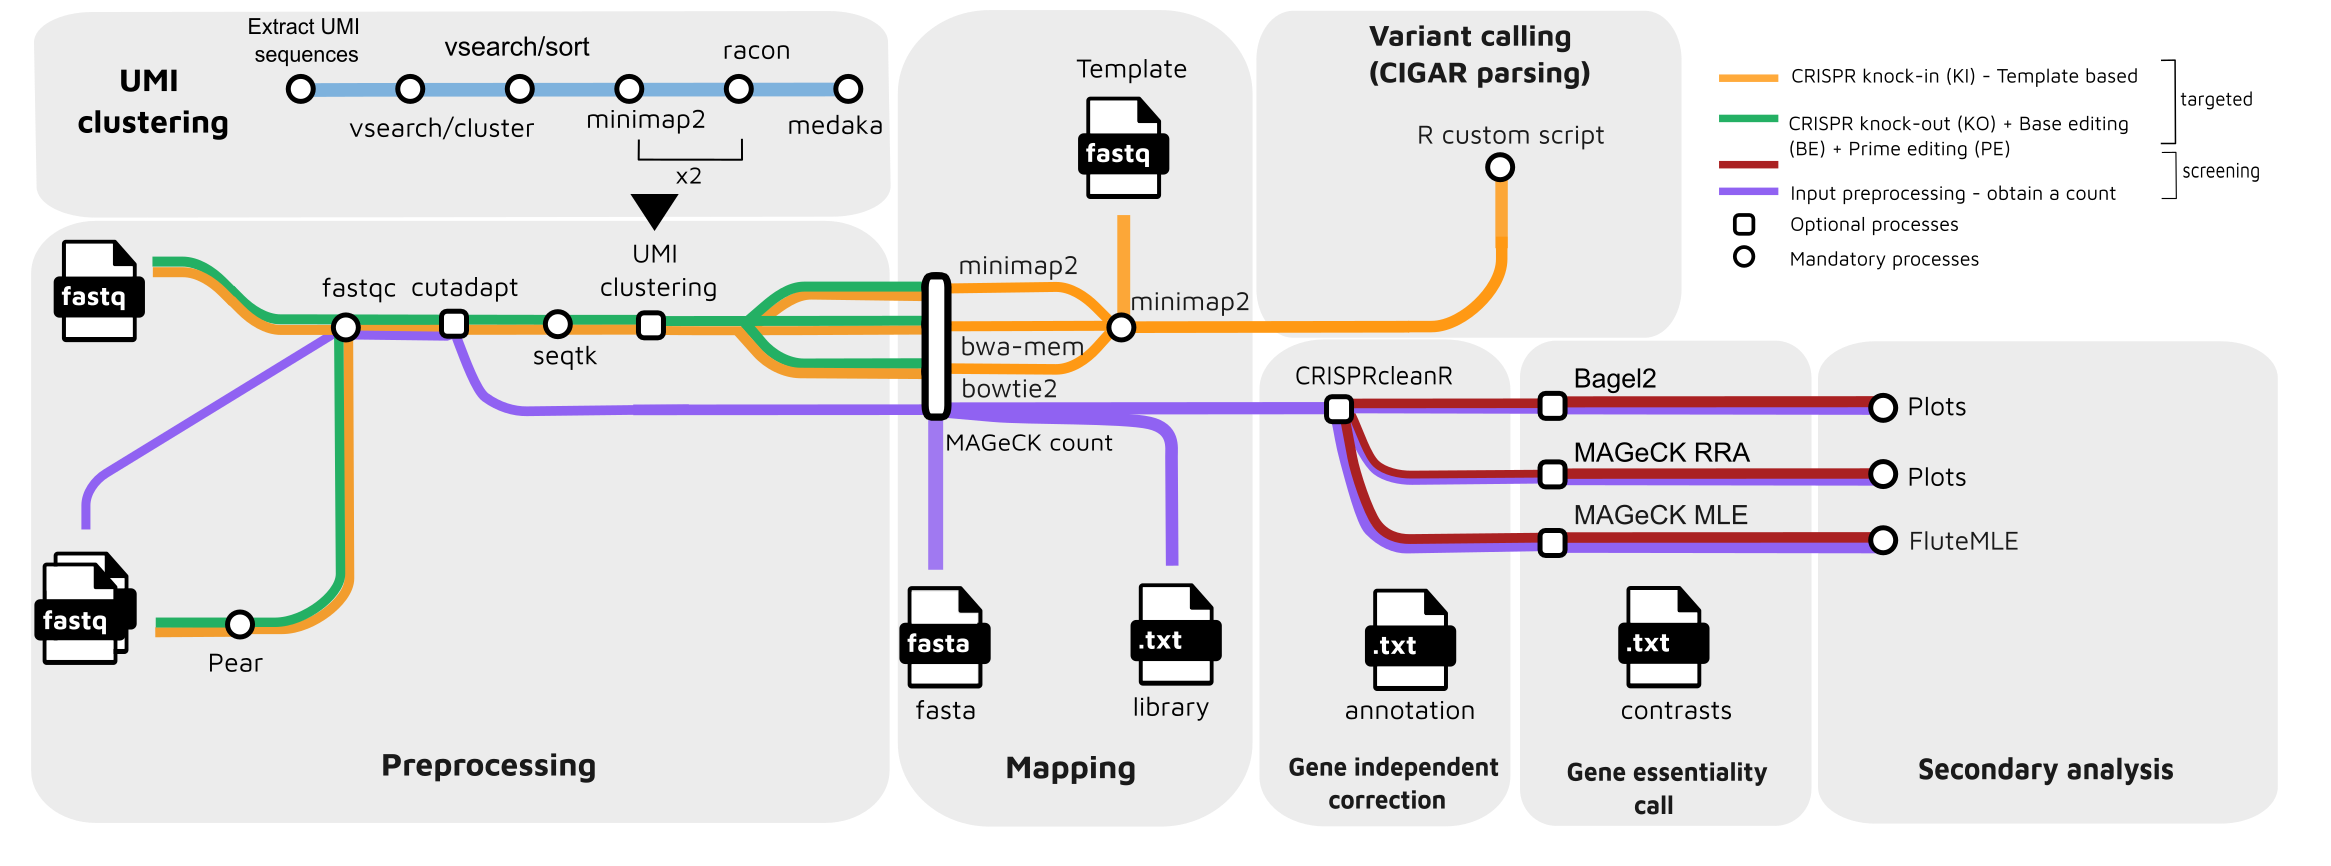 Extract UMI
sequences
vsearch/sort
racon
UMI
clustering
vsearch/cluster
minimap2
medaka
x2
fastq
fastqc
cutadapt
UMI
clustering
seqtk
fastq
Pear
Preprocessing
Template
fastq
minimap2
minimap2
bwa-mem
bowtie2
MAGeCK count
fasta
fasta
.txt
library
Mapping
Variant calling
(CIGAR parsing)
R custom script
CRISPRcleanR
.txt
annotation
Gene independent
correction
Bagel2
MAGeCK RRA
MAGeCK MLE
.txt
contrasts
Gene essentiality
call
Plots
Plots
FluteMLE
Secondary analysis
CRISPR knock-in (KI) - Template based
CRISPR knock-out (KO) + Base editing
(BE) + Prime editing (PE)
Input preprocessing - obtain a count
Optional processes
Mandatory processes
targeted
screening